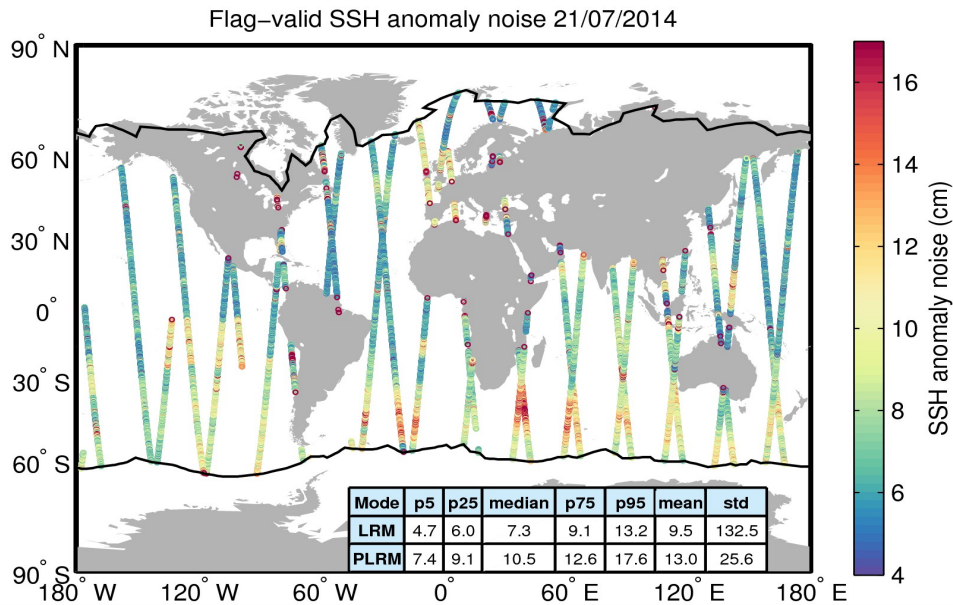 Flag−valid SSH anomaly noise 21/07/2014
90° N
60° N
30° N
0°
30° S
60° S
90° S
180° W
120° W
60° W
0°
60° E
120° E
180° E
Mode p5 p25 median p75 p95 mean std
LRM 4.7 6.0 7.3 9.1 13.2 9.5 132.5
PLRM 7.4 9.1 10.5 12.6 17.6 13.0 25.6
16
14
12
10
8
6
4
SSH anomaly noise (cm)